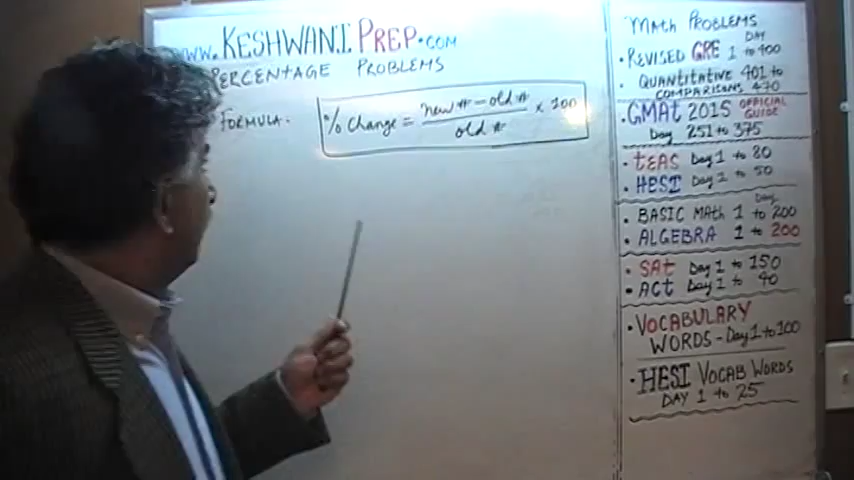 www.KESHWANI PREP.COM
PERCENTAGE PROBLEMS
FORMULA:
% Change = new # - old # / old # × 100
MATH PROBLEMS
DAY
• REVISED GRE 1 to 400
• QUANTITATIVE 401 to
COMPARISONS 470
• GMAT 2015 OFFICIAL GUIDE
Day 251 to 375
• TEAS Day 1 to 80
• HESI Day 1 to 50
Day
• BASIC MATH 1 to 200
• ALGEBRA 1 to 200
• SAT Day 1 to 150
• ACT Day 1 to 40
• VOCABULARY
WORDS - Day 1 to 100
• HESI VOCAB WORDS
DAY 1 to 25